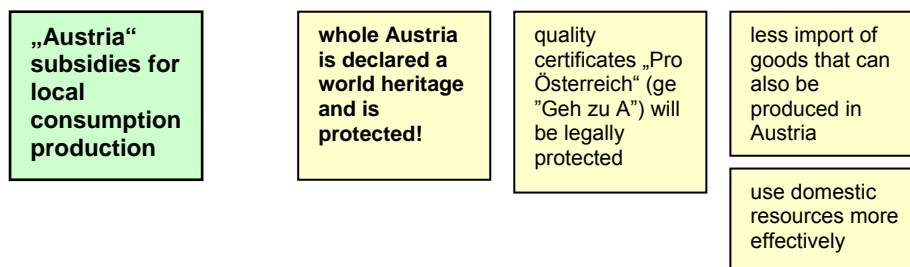 „Austria“
subsidies for
local
consumption
production
whole Austria
is declared a
world heritage
and is
protected!
quality
certificates „Pro
Österreich“ (ge
”Geh zu A”) will
be legally
protected
less import of
goods that can
also be
produced in
Austria
use domestic
resources more
effectively